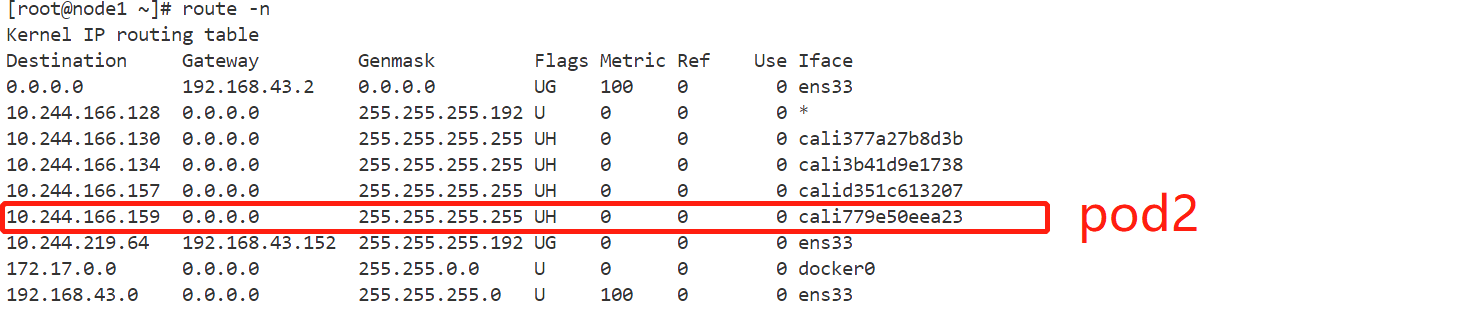 [root@node1 ~]# route -n
Kernel IP routing table
Destination     Gateway         Genmask         Flags Metric Ref    Use Iface
0.0.0.0         192.168.43.2    0.0.0.0         UG    100    0        0 ens33
10.244.166.128  0.0.0.0         255.255.255.192 U     0      0        0 *
10.244.166.130  0.0.0.0         255.255.255.255 UH    0      0        0 cali377a27b8d3b
10.244.166.134  0.0.0.0         255.255.255.255 UH    0      0        0 cali3b41d9e1738
10.244.166.157  0.0.0.0         255.255.255.255 UH    0      0        0 calid351c613207
10.244.166.159  0.0.0.0         255.255.255.255 UH    0      0        0 cali779e50eea23 pod2
10.244.219.64   192.168.43.152  255.255.255.192 UG    0      0        0 ens33
172.17.0.0      0.0.0.0         255.255.0.0     U     0      0        0 docker0
192.168.43.0    0.0.0.0         255.255.255.0   U     100    0        0 ens33